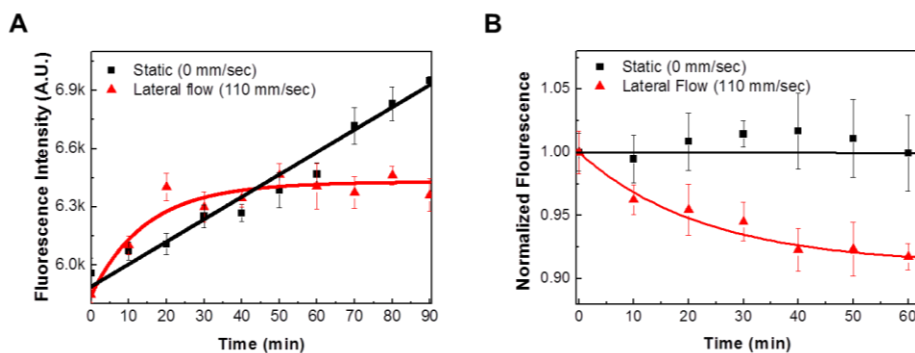 A
Fluorescence Intensity (A.U.)
6.9k
6.6k
6.3k
6.0k
Static (0 mm/sec)
Lateral flow (110 mm/sec)
0 10 20 30 40 50 60 70 80 90
Time (min)
B
Normalized Flourescence
1.05
1.00
0.95
0.90
Static (0 mm/sec)
Lateral Flow (110 mm/sec)
0 10 20 30 40 50 60
Time (min)